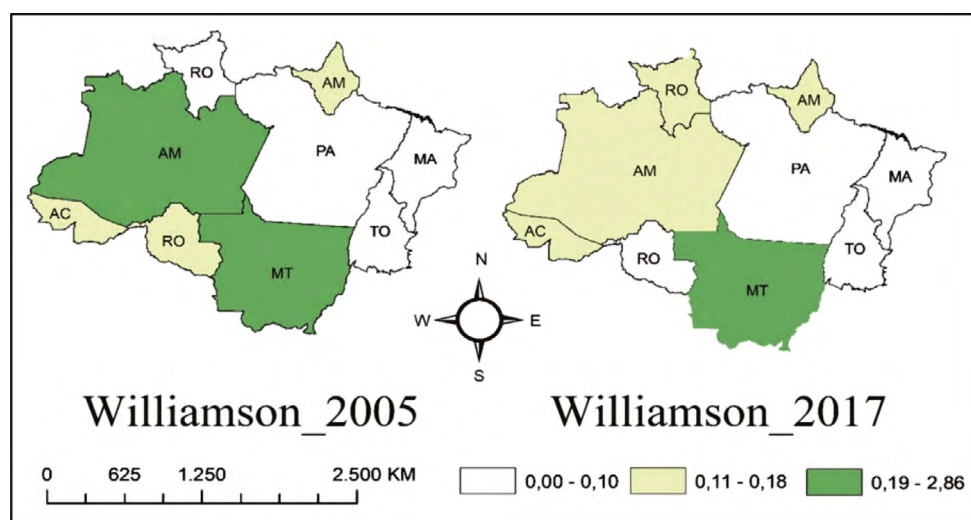 RO
AM
AM
PA
MA
AC
RO
TO
MT
RO
AM
AM
PA
MA
AC
RO
TO
MT
N
W E
S
Williamson_2005
Williamson_2017
0 625 1.250 2.500 KM
0,00 - 0,10 0,11 - 0,18 0,19 - 2,86